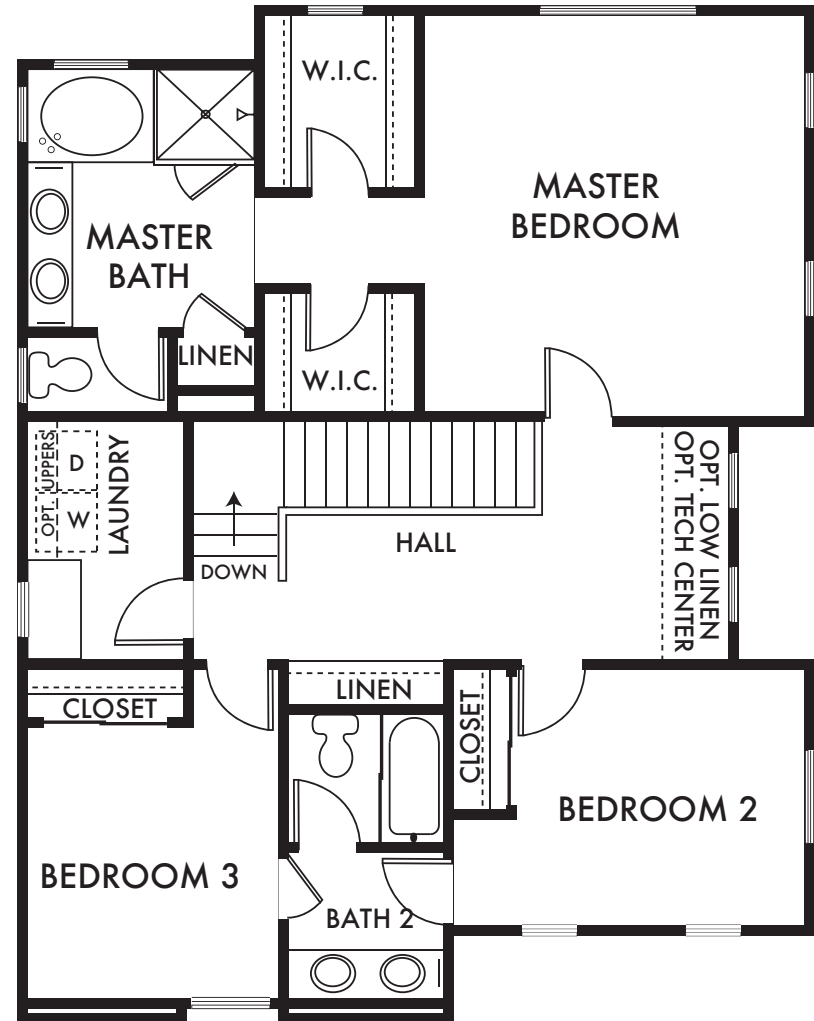 W.I.C.
MASTER
BEDROOM
MASTER
BATH
LINEN
W.I.C.
OPT. UPPERS
D
W
LAUNDRY
DOWN
HALL
OPT. LOW LINEN
OPT. TECH CENTER
CLOSET
LINEN
CLOSET
BEDROOM 2
BEDROOM 3
BATH 2